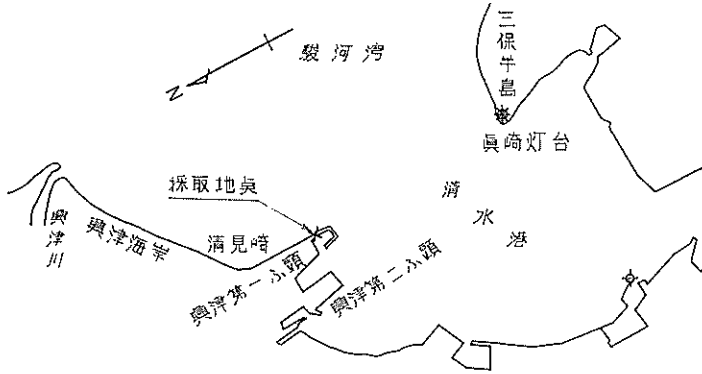 三保半島
駿河湾
N
眞崎灯台
採取地眞
清水港
興津川
興津海岸
清見崎
興津第一ふ頭
興津第二ふ頭